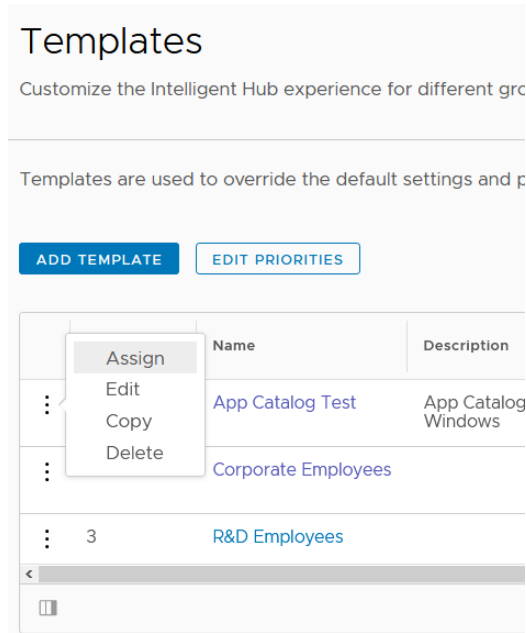 Templates
Customize the Intelligent Hub experience for different gro
Templates are used to override the default settings and p
ADD TEMPLATE
EDIT PRIORITIES
Name
Description
Assign
Edit
Copy
Delete
App Catalog Test
App Catalog
Windows
Corporate Employees
3
R&D Employees